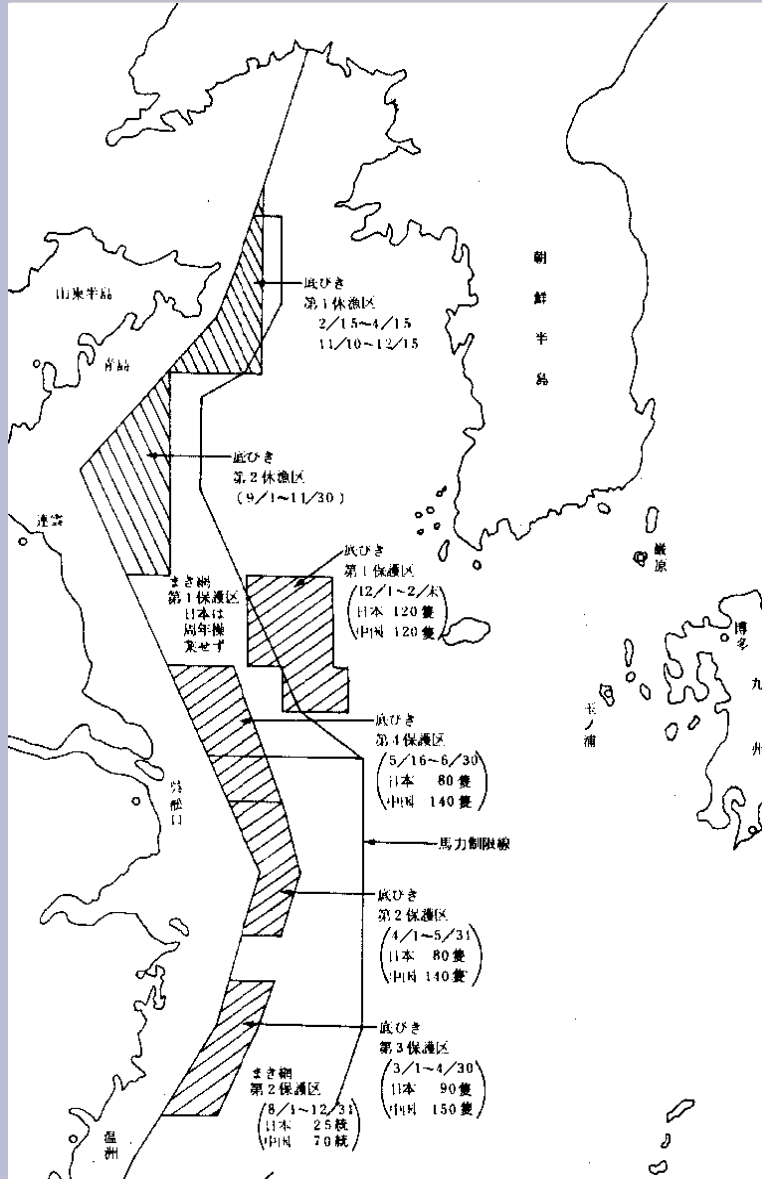 朝鮮半島
山東半島
底びき
第1休漁区
2/15~4/15
11/10~12/15
青島
底びき
第2休漁区
(9/1~11/30)
連雲
厳原
底びき
第1保護区
(12/1~2/末
日本 120隻
中国 120隻)
まき網
第1保護区
日本は
周年操
業せず
博多
九州
玉ノ浦
底びき
第4保護区
(5/16~6/30
日本 80隻
中国 140隻)
呉淞口
馬力制限線
底びき
第2保護区
(4/1~5/31
日本 80隻
中国 140隻)
底びき
第3保護区
(3/1~4/30
日本 90隻
中国 150隻)
まき網
第2保護区
(8/1~12/31
日本 25統
中国 70統)
温洲